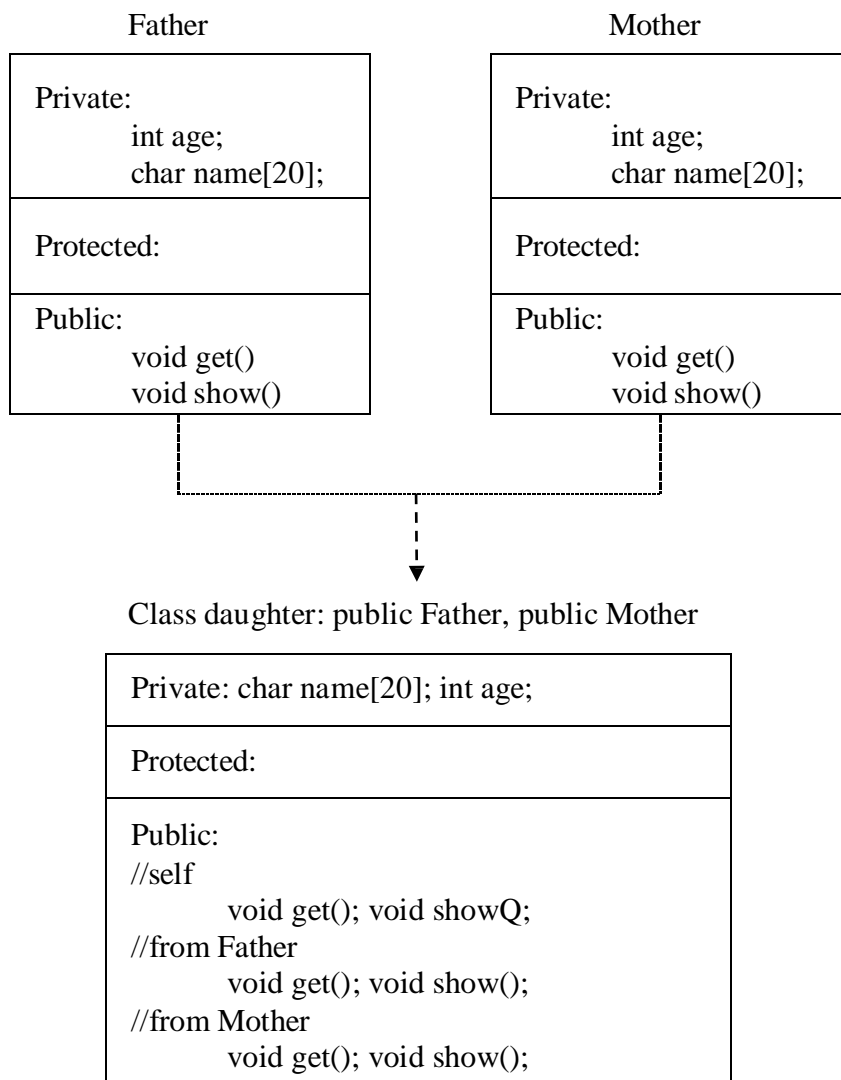 Father
Private:
int age;
char name[20];
Protected:
Public:
void get()
void show()
Mother
Private:
int age;
char name[20];
Protected:
Public:
void get()
void show()
Class daughter: public Father, public Mother
Private: char name[20]; int age;
Protected:
Public:
//self
void get(); void showQ;
//from Father
void get(); void show();
//from Mother
void get(); void show();